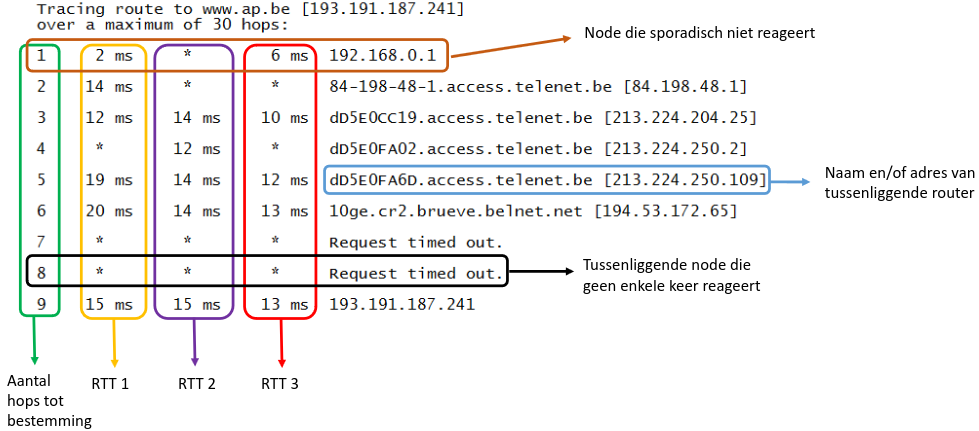 Tracing route to www.ap.be [193.191.187.241]
over a maximum of 30 hops:
Node die sporadisch niet reageert
1 2 ms * 6 ms 192.168.0.1
2 14 ms * * 84-198-48-1.access.telenet.be [84.198.48.1]
3 12 ms 14 ms 10 ms dD5E0CC19.access.telenet.be [213.224.204.25]
4 * 12 ms * dD5E0FA02.access.telenet.be [213.224.250.2]
5 19 ms 14 ms 12 ms dD5E0FA6D.access.telenet.be [213.224.250.109]
Naam en/of adres van
tussenliggende router
6 20 ms 14 ms 13 ms 10ge.cr2.brueve.belnet.net [194.53.172.65]
7 * * * Request timed out.
8 * * * Request timed out.
Tussenliggende node die
geen enkele keer reageert
9 15 ms 15 ms 13 ms 193.191.187.241
Aantal
hops tot
bestemming
RTT 1
RTT 2
RTT 3